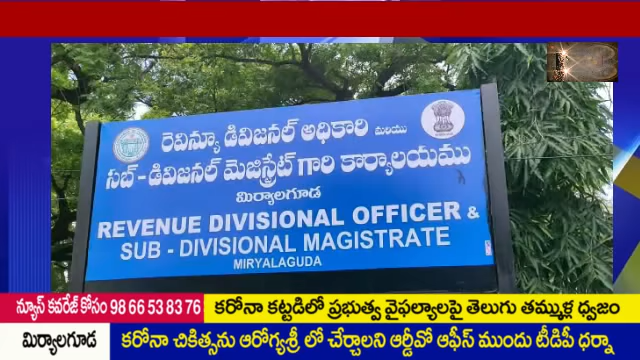 రెవిన్యూ డివిజనల్ అధికారి మరియు
సబ్ - డివిజనల్ మెజిస్ట్రేట్ గారి కార్యాలయము
మిర్యాలగూడ
REVENUE DIVISIONAL OFFICER &
SUB - DIVISIONAL MAGISTRATE
MIRYALAGUDA
న్యూస్ కవరేజ్ కోసం 98 66 53 83 76 కరోనా కట్టడిలో ప్రభుత్వ వైఫల్యాలపై తెలుగు తమ్ముళ్ల ధ్వజం
మిర్యాలగూడ కరోనా చికిత్సను ఆరోగ్యశ్రీ లో చేర్చాలని ఆర్డీవో ఆఫీస్ ముందు టీడీపీ ధర్నా